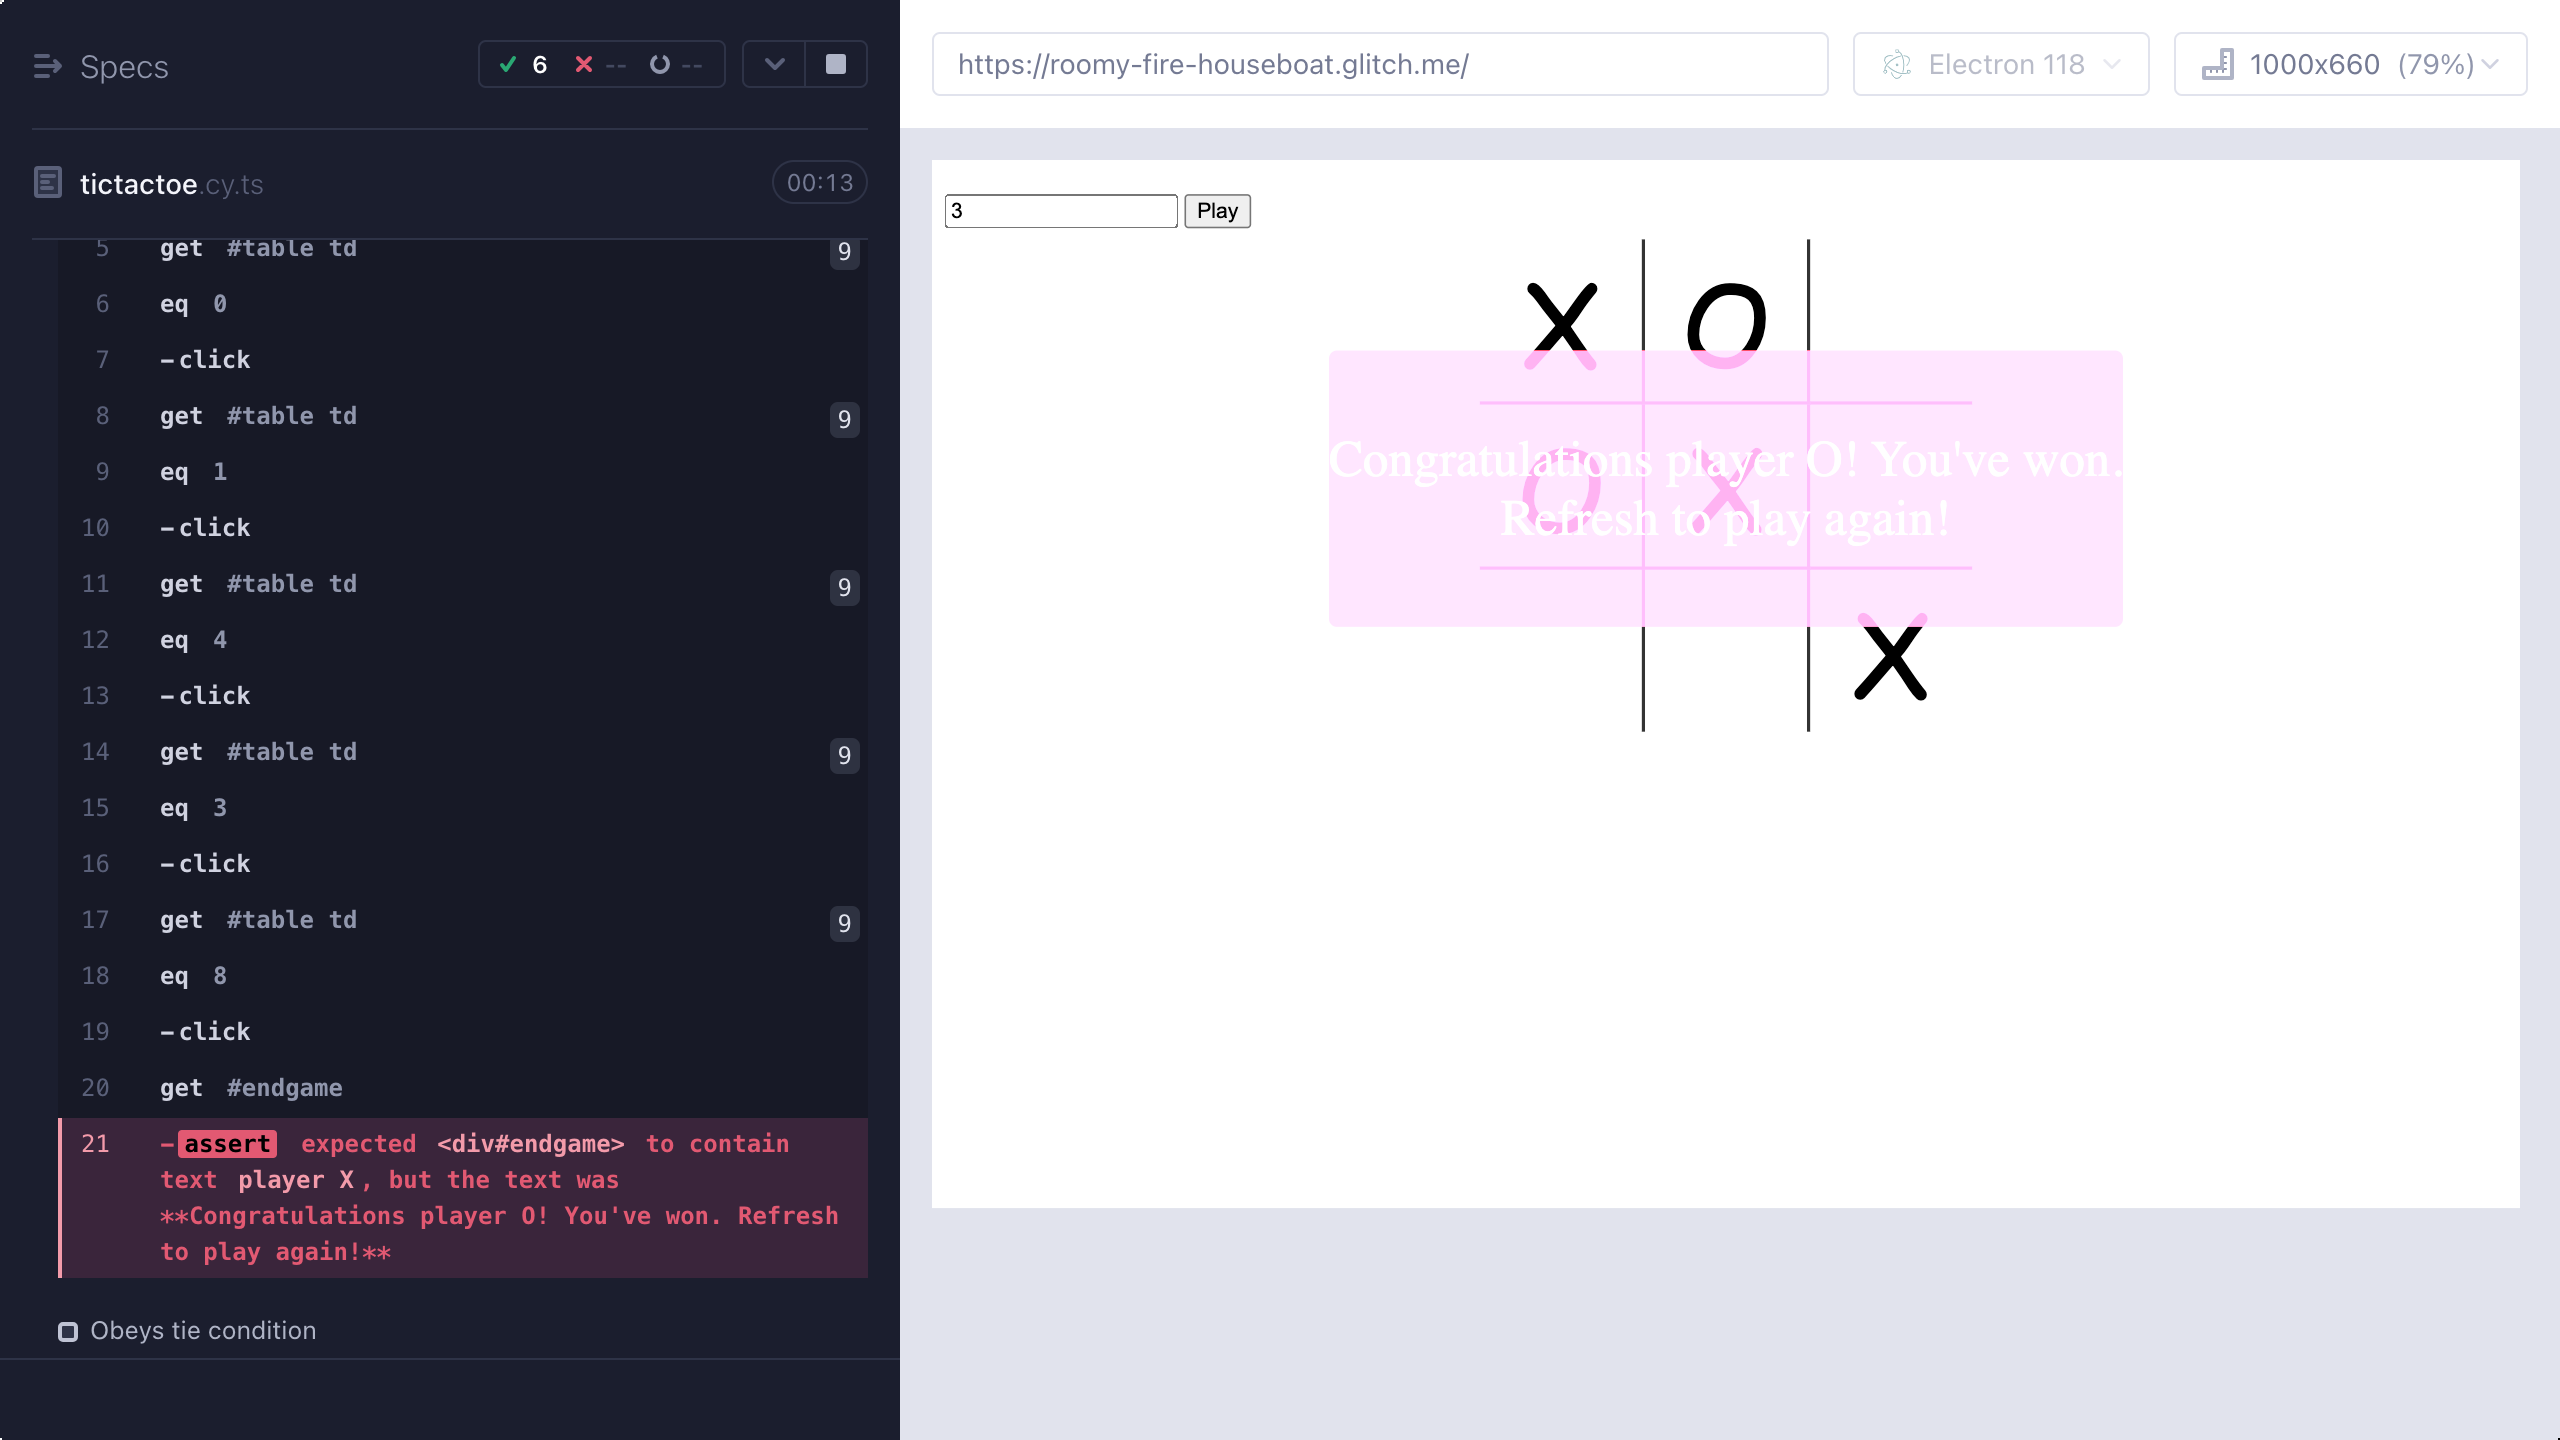 Specs
6 -- --
tictactoe.cy.ts 00:13
5 get #table td 9
6 eq 0
7 -click
8 get #table td 9
9 eq 1
10 -click
11 get #table td 9
12 eq 4
13 -click
14 get #table td 9
15 eq 3
16 -click
17 get #table td 9
18 eq 8
19 -click
20 get #endgame
21 -assert expected <div#endgame> to contain
text player X, but the text was
**Congratulations player O! You've won. Refresh
to play again!**
Obeys tie condition
https://roomy-fire-houseboat.glitch.me/ Electron 118 1000x660 (79%)
3 Play
X O
Congratulations player O! You've won.
O X
Refresh to play again!
X